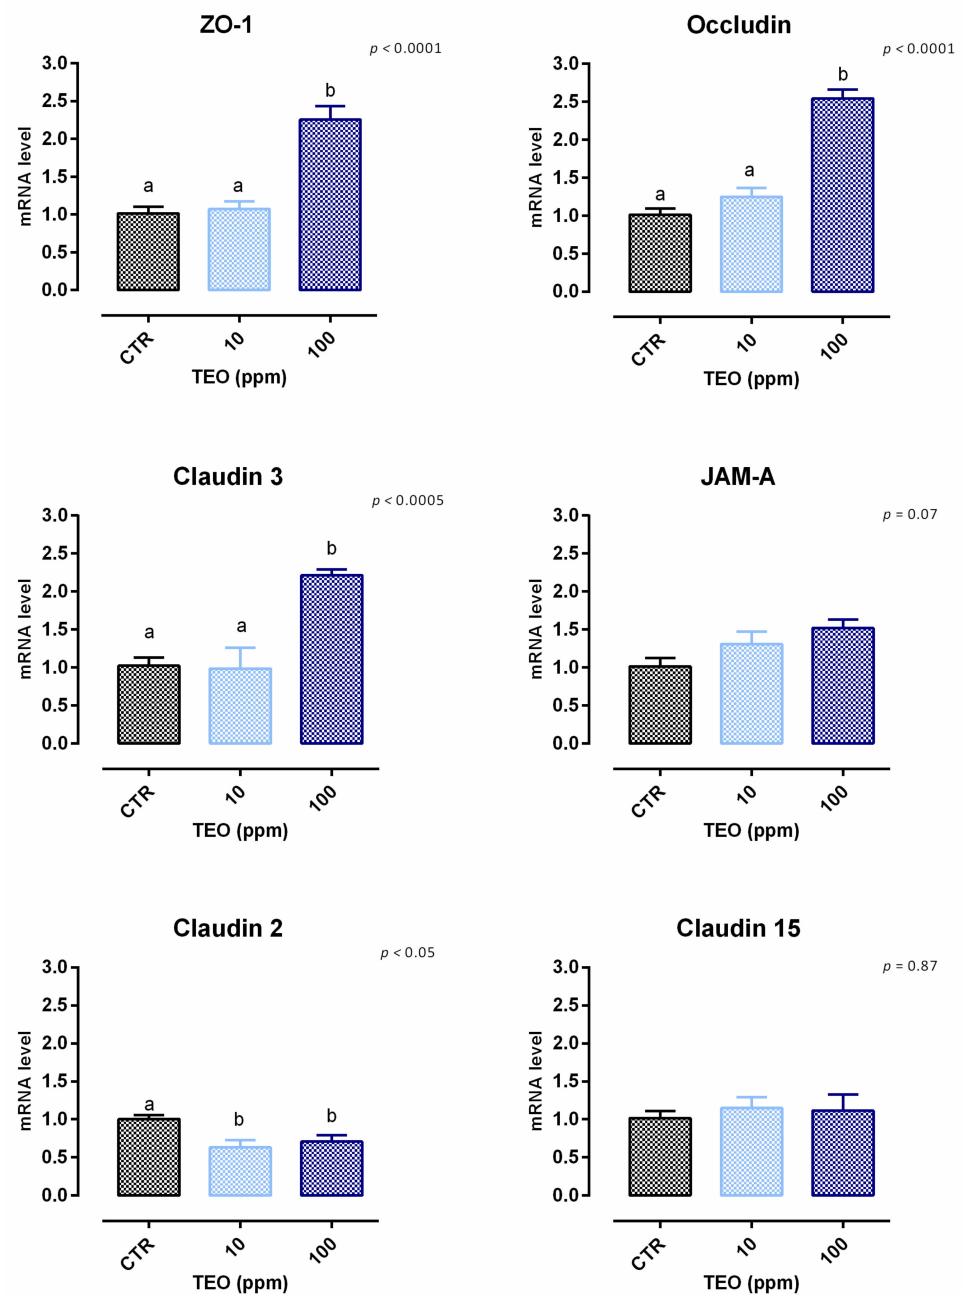 ZO-1
p < 0.0001
mRNA level
3.0
2.5
2.0
1.5
1.0
0.5
0.0
a
a
b
CTR
10
100
TEO (ppm)
Occludin
p < 0.0001
mRNA level
3.0
2.5
2.0
1.5
1.0
0.5
0.0
a
a
b
CTR
10
100
TEO (ppm)
Claudin 3
p < 0.0005
mRNA level
3.0
2.5
2.0
1.5
1.0
0.5
0.0
a
a
b
CTR
10
100
TEO (ppm)
JAM-A
p = 0.07
mRNA level
3.0
2.5
2.0
1.5
1.0
0.5
0.0
CTR
10
100
TEO (ppm)
Claudin 2
p < 0.05
mRNA level
3.0
2.5
2.0
1.5
1.0
0.5
0.0
a
b
b
CTR
10
100
TEO (ppm)
Claudin 15
p = 0.87
mRNA level
3.0
2.5
2.0
1.5
1.0
0.5
0.0
CTR
10
100
TEO (ppm)